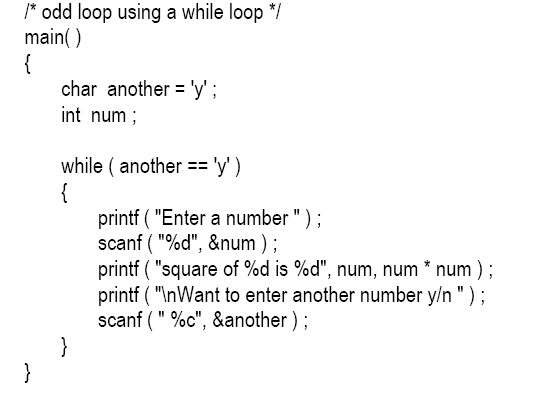 /* odd loop using a while loop */
main( )
{
char another = 'y' ;
int num ;
while ( another == 'y' )
{
printf ( "Enter a number " ) ;
scanf ( "%d", &num ) ;
printf ( "square of %d is %d", num, num * num ) ;
printf ( "\nWant to enter another number y/n " ) ;
scanf ( " %c", &another ) ;
}
}